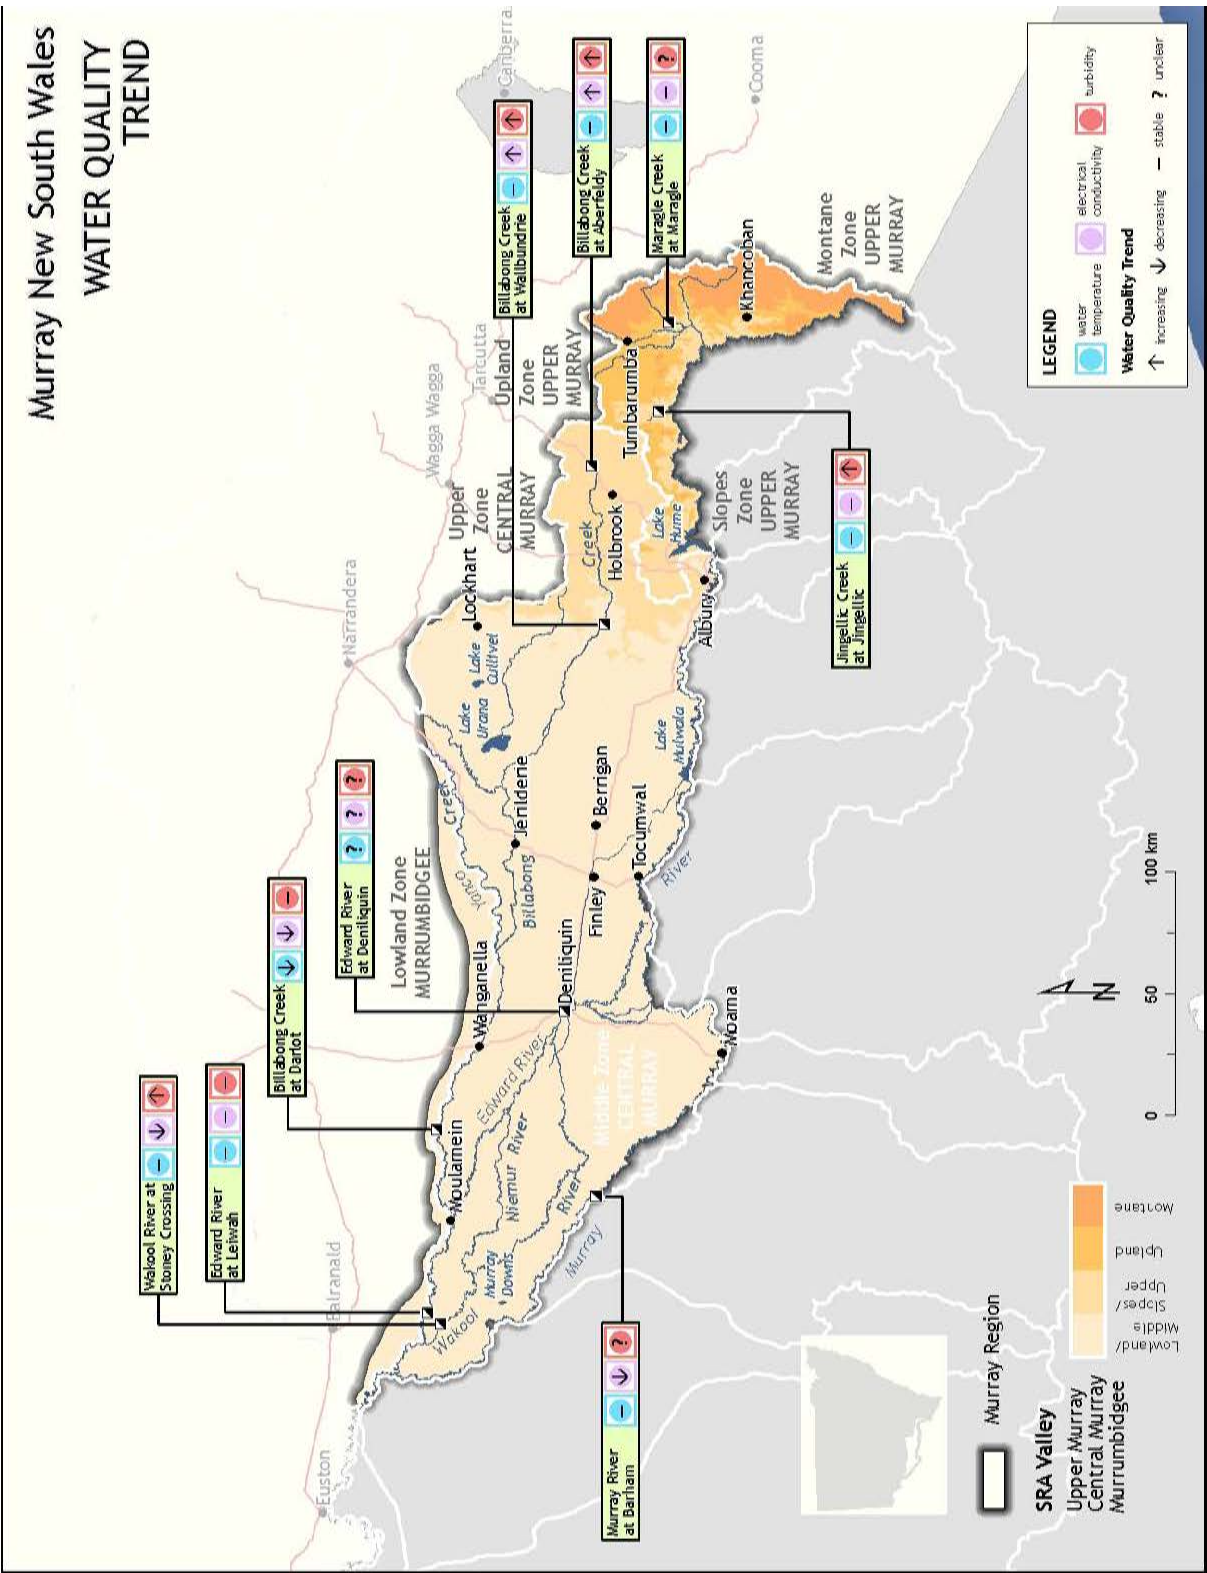 Murray New South Wales
WATER QUALITY
TREND
Canberra
Cooma
Wagga Wagga
Tarcutta
Narrandera
Balranald
Euston
Wakool River at
Stoney Crossing
Edward River
at Leiwah
Billabong Creek
at Darlot
Edward River
at Deniliquin
?
?
?
Billabong Creek
at Walbundrie
Billabong Creek
at Aberfeldy
Maragle Creek
at Maragle
?
Jingellic Creek
at Jingellic
Murray River
at Barham
?
Lowland Zone
MURRUMBIDGEE
Upper
Zone
CENTRAL
MURRAY
Upland
Zone
UPPER
MURRAY
Montane
Zone
UPPER
MURRAY
Slopes
Zone
UPPER
MURRAY
Middle Zone
CENTRAL
MURRAY
Lockhart
Lake
Cullivel
Lake
Urana
Creek
Yanco
Jerilderie
Billabong
Creek
Holbrook
Tumbarumba
Khancoban
Lake
Hume
Albury
Lake
Mulwala
Berrigan
Finley
Tocumwal
River
Wanganella
Deniliquin
Moama
Moulamein
Edward River
Niemur River
Wakool
River
Murray
Downs
Murray
LEGEND
water
temperature
electrical
conductivity
turbidity
Water Quality Trend
↑ increasing ↓ decreasing — stable ? unclear
N
0 50 100 km
Murray Region
SRA Valley
Upper Murray
Central Murray
Murrumbidgee
Lowland/
Middle
Slopes/
Upper
Upland
Montane